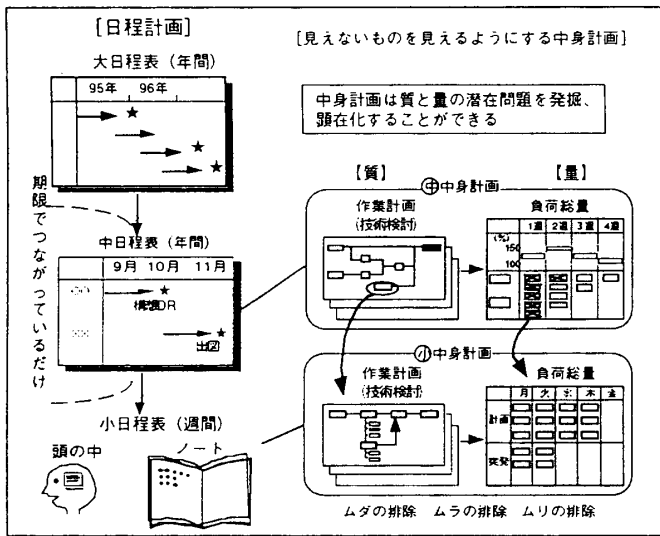 [日程計画]
大日程表(年間)
95年 96年
期限でつながっているだけ
中日程表(年間)
9月 10月 11月
○○
構想DR
××
出図
小日程表(週間)
頭の中
ノート
[見えないものを見えるようにする中身計画]
中身計画は質と量の潜在問題を発掘、
顕在化することができる
【質】 【量】
㊥中身計画
作業計画
(技術検討)
負荷総量
1週 2週 3週 4週
(%)
150
100
小中身計画
作業計画
(技術検討)
負荷総量
月 火 水 木 金
計画
突発
ムダの排除 ムラの排除 ムリの排除